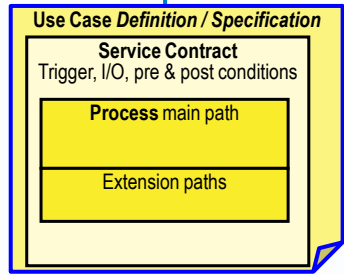 Use Case Definition / Specification
Service Contract
Trigger, I/O, pre & post conditions
Process main path
Extension paths